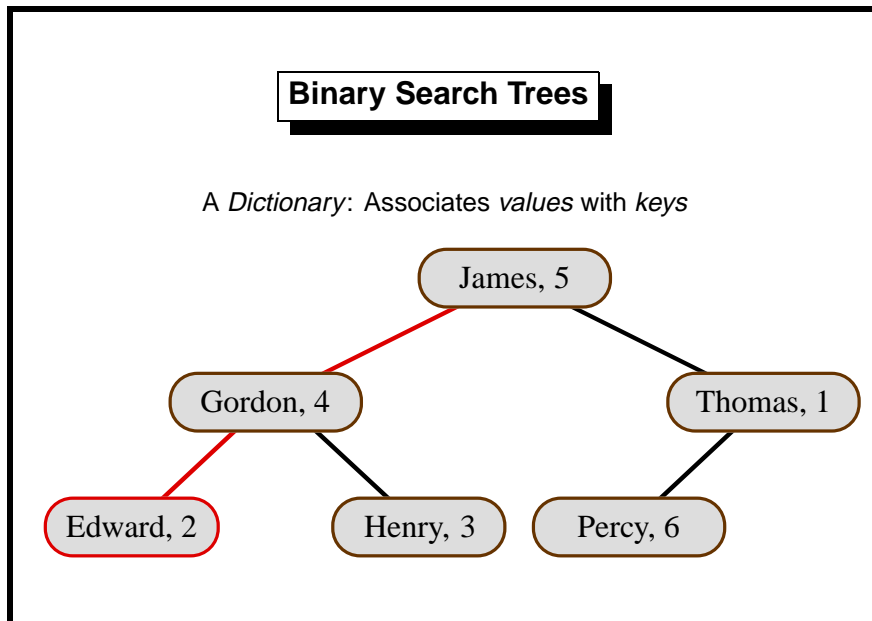 Binary Search Trees
A Dictionary: Associates values with keys
James, 5
Gordon, 4
Thomas, 1
Edward, 2
Henry, 3
Percy, 6